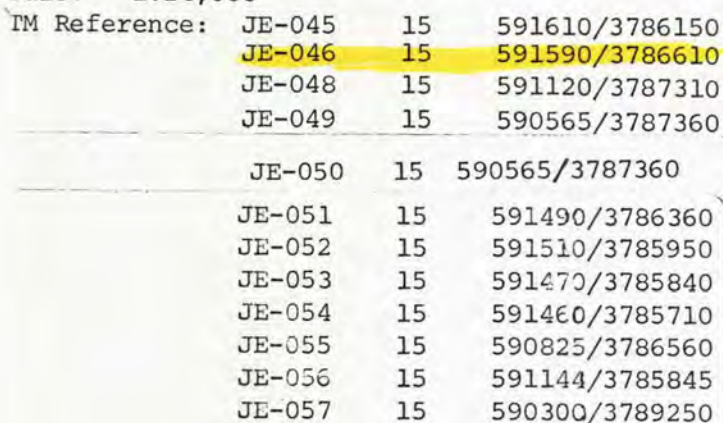 TM Reference: JE-045 15 591610/3786150
JE-046 15 591590/3786610
JE-048 15 591120/3787310
JE-049 15 590565/3787360
JE-050 15 590565/3787360
JE-051 15 591490/3786360
JE-052 15 591510/3785950
JE-053 15 591470/3785840
JE-054 15 591460/3785710
JE-055 15 590825/3786560
JE-056 15 591144/3785845
JE-057 15 590300/3789250